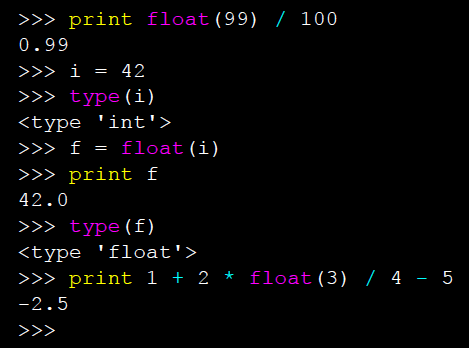 >>> print float(99) / 100
0.99
>>> i = 42
>>> type(i)
<type 'int'>
>>> f = float(i)
>>> print f
42.0
>>> type(f)
<type 'float'>
>>> print 1 + 2 * float(3) / 4 - 5
-2.5
>>>